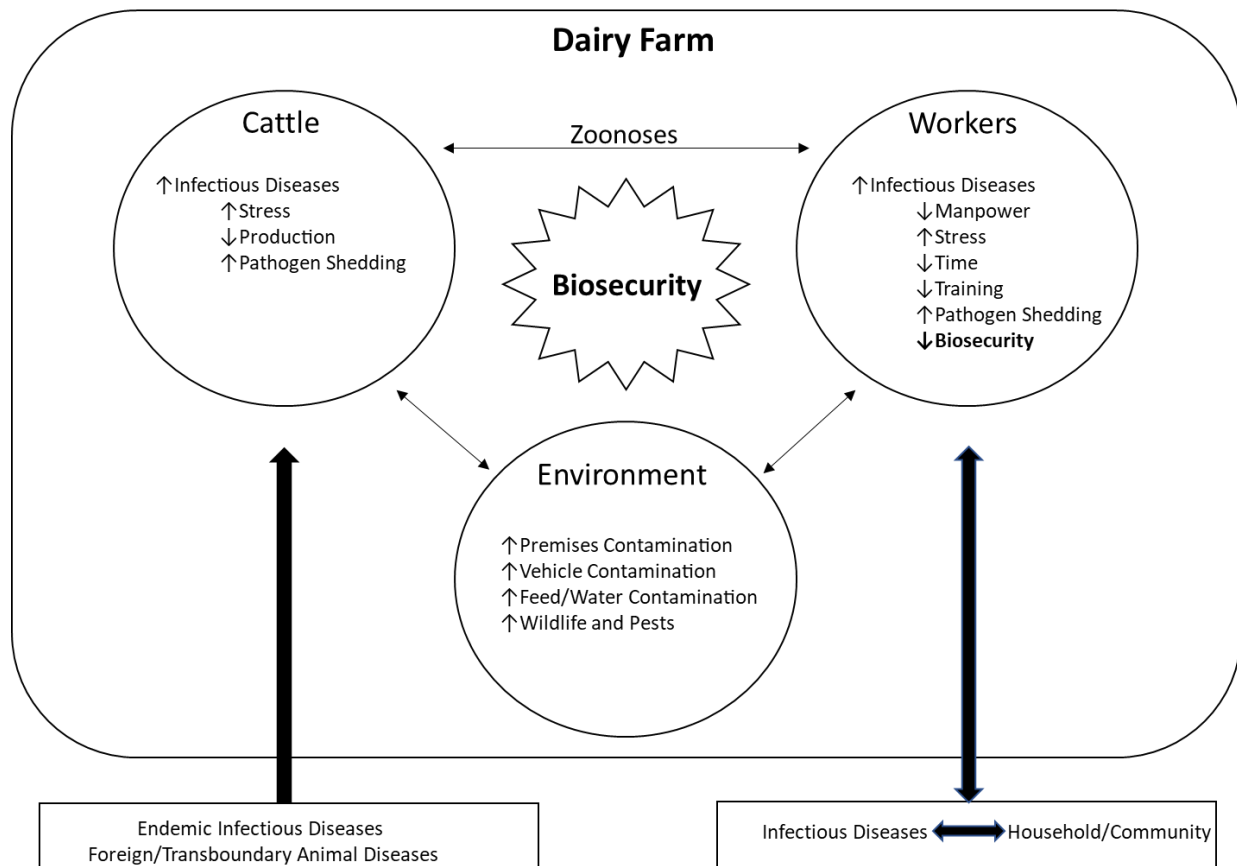 Dairy Farm
Cattle
↑Infectious Diseases
↑Stress
↓Production
↑Pathogen Shedding
Zoonoses
Workers
↑Infectious Diseases
↓Manpower
↑Stress
↓Time
↓Training
↑Pathogen Shedding
↓Biosecurity
Biosecurity
Environment
↑Premises Contamination
↑Vehicle Contamination
↑Feed/Water Contamination
↑Wildlife and Pests
Endemic Infectious Diseases
Foreign/Transboundary Animal Diseases
Infectious Diseases Household/Community